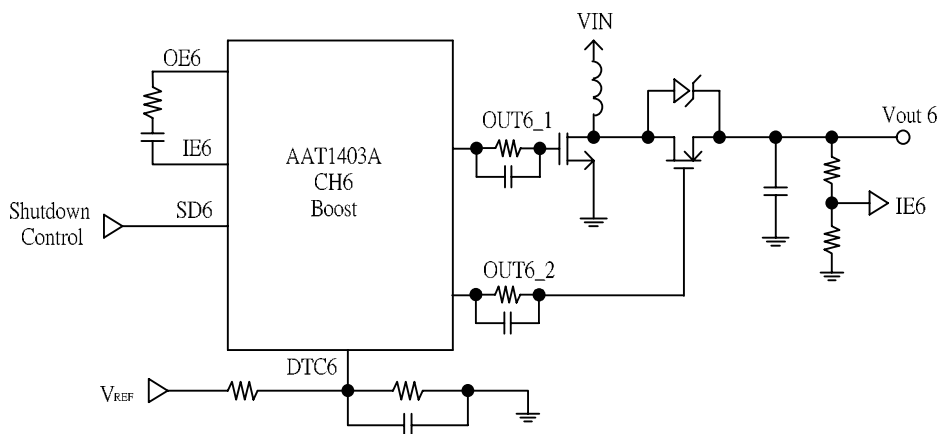 VIN
OE6
OUT6_1
Vout 6
IE6
AAT1403A
CH6
Boost
IE6
Shutdown
Control
SD6
OUT6_2
DTC6
VREF